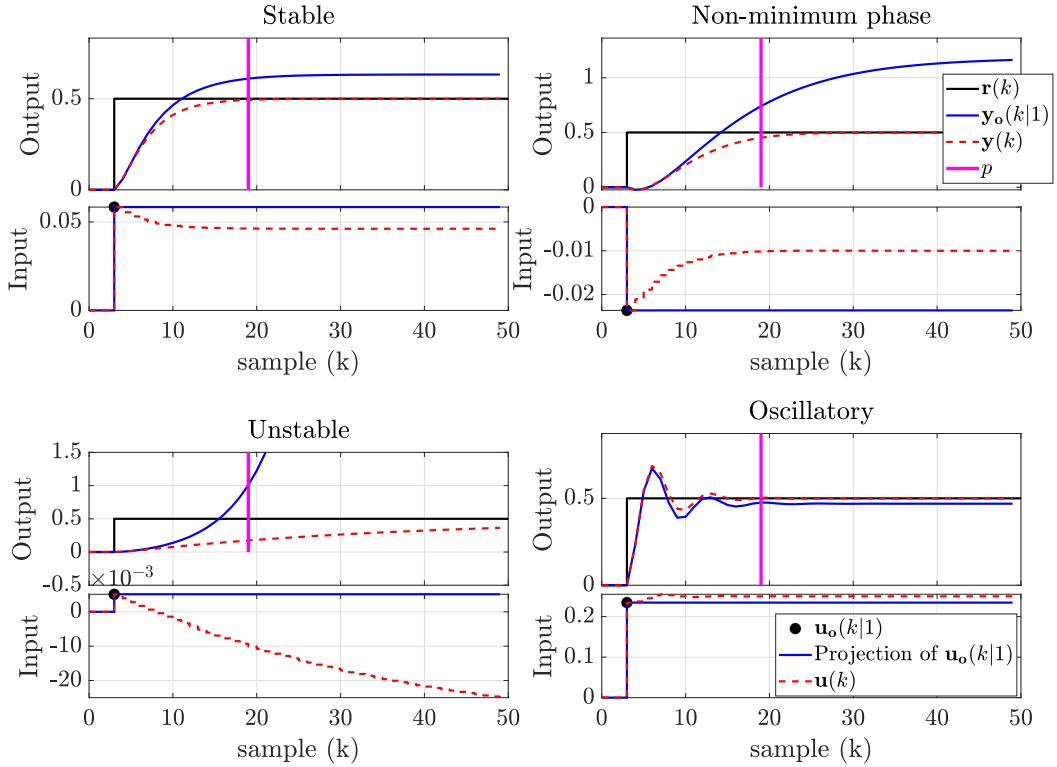 Stable
Output
0.5
0
Input
0.05
0
0 10 20 30 40 50
sample (k)
Non-minimum phase
Output
1
0.5
0
r(k)
y_o(k|1)
y(k)
p
Input
0
-0.01
-0.02
0 10 20 30 40 50
sample (k)
Unstable
Output
1.5
1
0.5
0
-0.5
×10^-3
Input
0
-10
-20
0 10 20 30 40 50
sample (k)
Oscillatory
Output
0.5
0
Input
0.2
0.1
0
u_o(k|1)
Projection of u_o(k|1)
u(k)
0 10 20 30 40 50
sample (k)